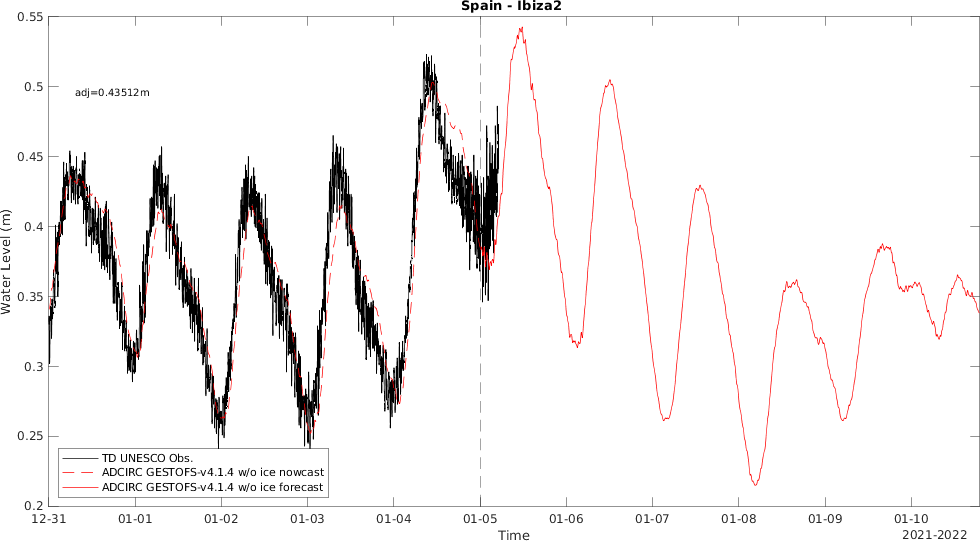 Spain - Ibiza2
0.55
0.5
0.45
0.4
0.35
0.3
0.25
0.2
Water Level (m)
adj=0.43512m
TD UNESCO Obs.
ADCIRC GESTOFS-v4.1.4 w/o ice nowcast
ADCIRC GESTOFS-v4.1.4 w/o ice forecast
12-31 01-01 01-02 01-03 01-04 01-05 01-06 01-07 01-08 01-09 01-10
Time
2021-2022